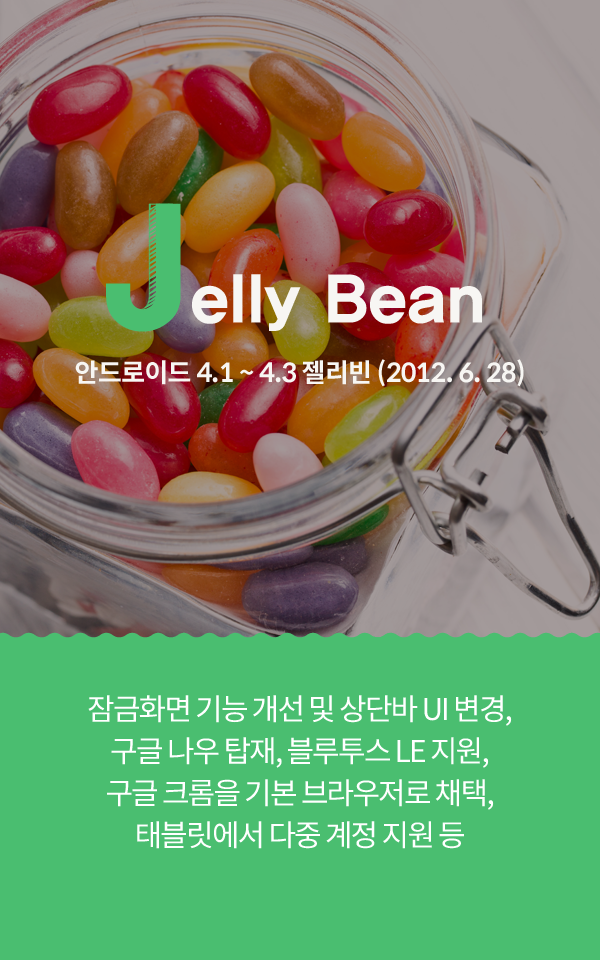 Jelly Bean
안드로이드 4.1 ~ 4.3 젤리빈 (2012. 6. 28)
잠금화면 기능 개선 및 상단바 UI 변경,
구글 나우 탑재, 블루투스 LE 지원,
구글 크롬을 기본 브라우저로 채택,
태블릿에서 다중 계정 지원 등